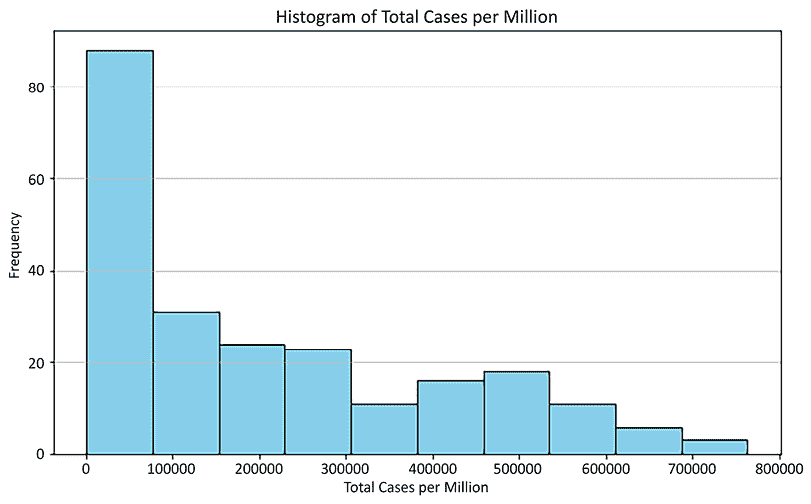 Histogram of Total Cases per Million
80
60
40
20
0
Frequency
0 100000 200000 300000 400000 500000 600000 700000 800000
Total Cases per Million